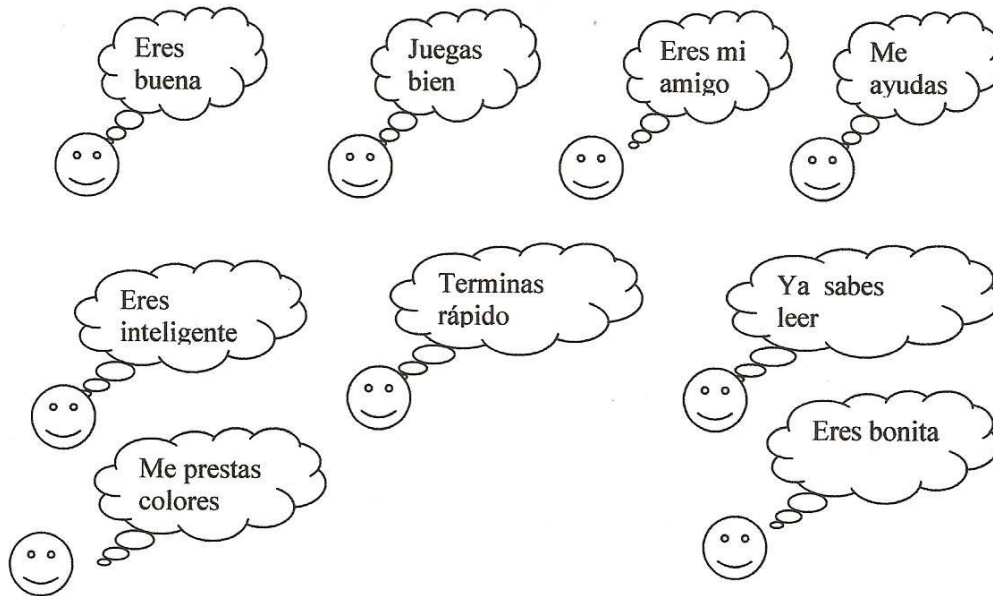 Eres
buena
Juegas
bien
Eres mi
amigo
Me
ayudas
Eres
inteligente
Terminas
rápido
Ya sabes
leer
Me prestas
colores
Eres bonita